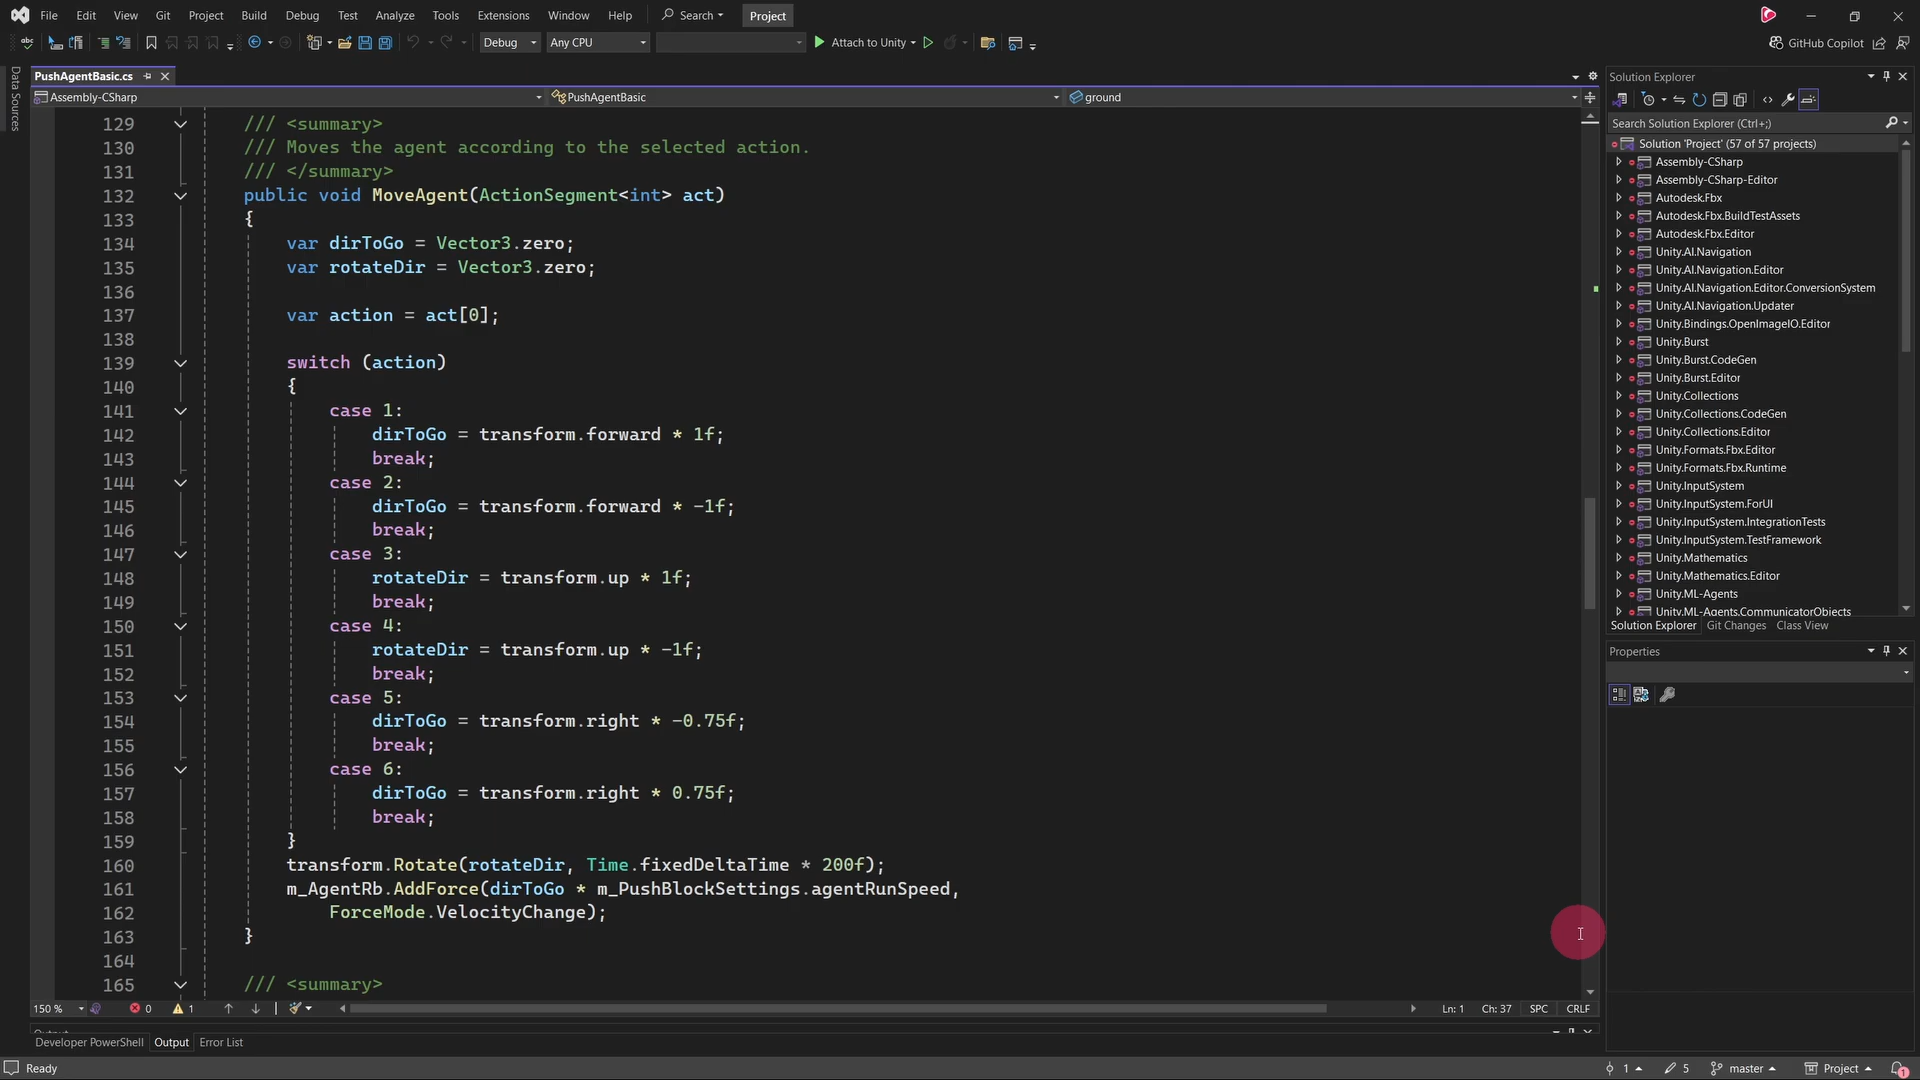 File Edit View Git Project Build Debug Test Analyze Tools Extensions Window Help Search Project
Debug Any CPU Attach to Unity GitHub Copilot
Data Sources
PushAgentBasic.cs
Assembly-CSharp PushAgentBasic ground
129 /// <summary>
130 /// Moves the agent according to the selected action.
131 /// </summary>
132 public void MoveAgent(ActionSegment<int> act)
133 {
134 var dirToGo = Vector3.zero;
135 var rotateDir = Vector3.zero;
136
137 var action = act[0];
138
139 switch (action)
140 {
141 case 1:
142 dirToGo = transform.forward * 1f;
143 break;
144 case 2:
145 dirToGo = transform.forward * -1f;
146 break;
147 case 3:
148 rotateDir = transform.up * 1f;
149 break;
150 case 4:
151 rotateDir = transform.up * -1f;
152 break;
153 case 5:
154 dirToGo = transform.right * -0.75f;
155 break;
156 case 6:
157 dirToGo = transform.right * 0.75f;
158 break;
159 }
160 transform.Rotate(rotateDir, Time.fixedDeltaTime * 200f);
161 m_AgentRb.AddForce(dirToGo * m_PushBlockSettings.agentRunSpeed,
162 ForceMode.VelocityChange);
163 }
164
165 /// <summary>
150 % 0 1 Ln: 1 Ch: 37 SPC CRLF
Output
Developer PowerShell Output Error List
Solution Explorer
Search Solution Explorer (Ctrl+;)
Solution 'Project' (57 of 57 projects)
Assembly-CSharp
Assembly-CSharp-Editor
Autodesk.Fbx
Autodesk.Fbx.BuildTestAssets
Autodesk.Fbx.Editor
Unity.AI.Navigation
Unity.AI.Navigation.Editor
Unity.AI.Navigation.Editor.ConversionSystem
Unity.AI.Navigation.Updater
Unity.Bindings.OpenImageIO.Editor
Unity.Burst
Unity.Burst.CodeGen
Unity.Burst.Editor
Unity.Collections
Unity.Collections.CodeGen
Unity.Collections.Editor
Unity.Formats.Fbx.Editor
Unity.Formats.Fbx.Runtime
Unity.InputSystem
Unity.InputSystem.ForUI
Unity.InputSystem.IntegrationTests
Unity.InputSystem.TestFramework
Unity.Mathematics
Unity.Mathematics.Editor
Unity.ML-Agents
Unity.ML-Agents.CommunicatorObjects
Solution Explorer Git Changes Class View
Properties
Ready 1 5 master Project 1